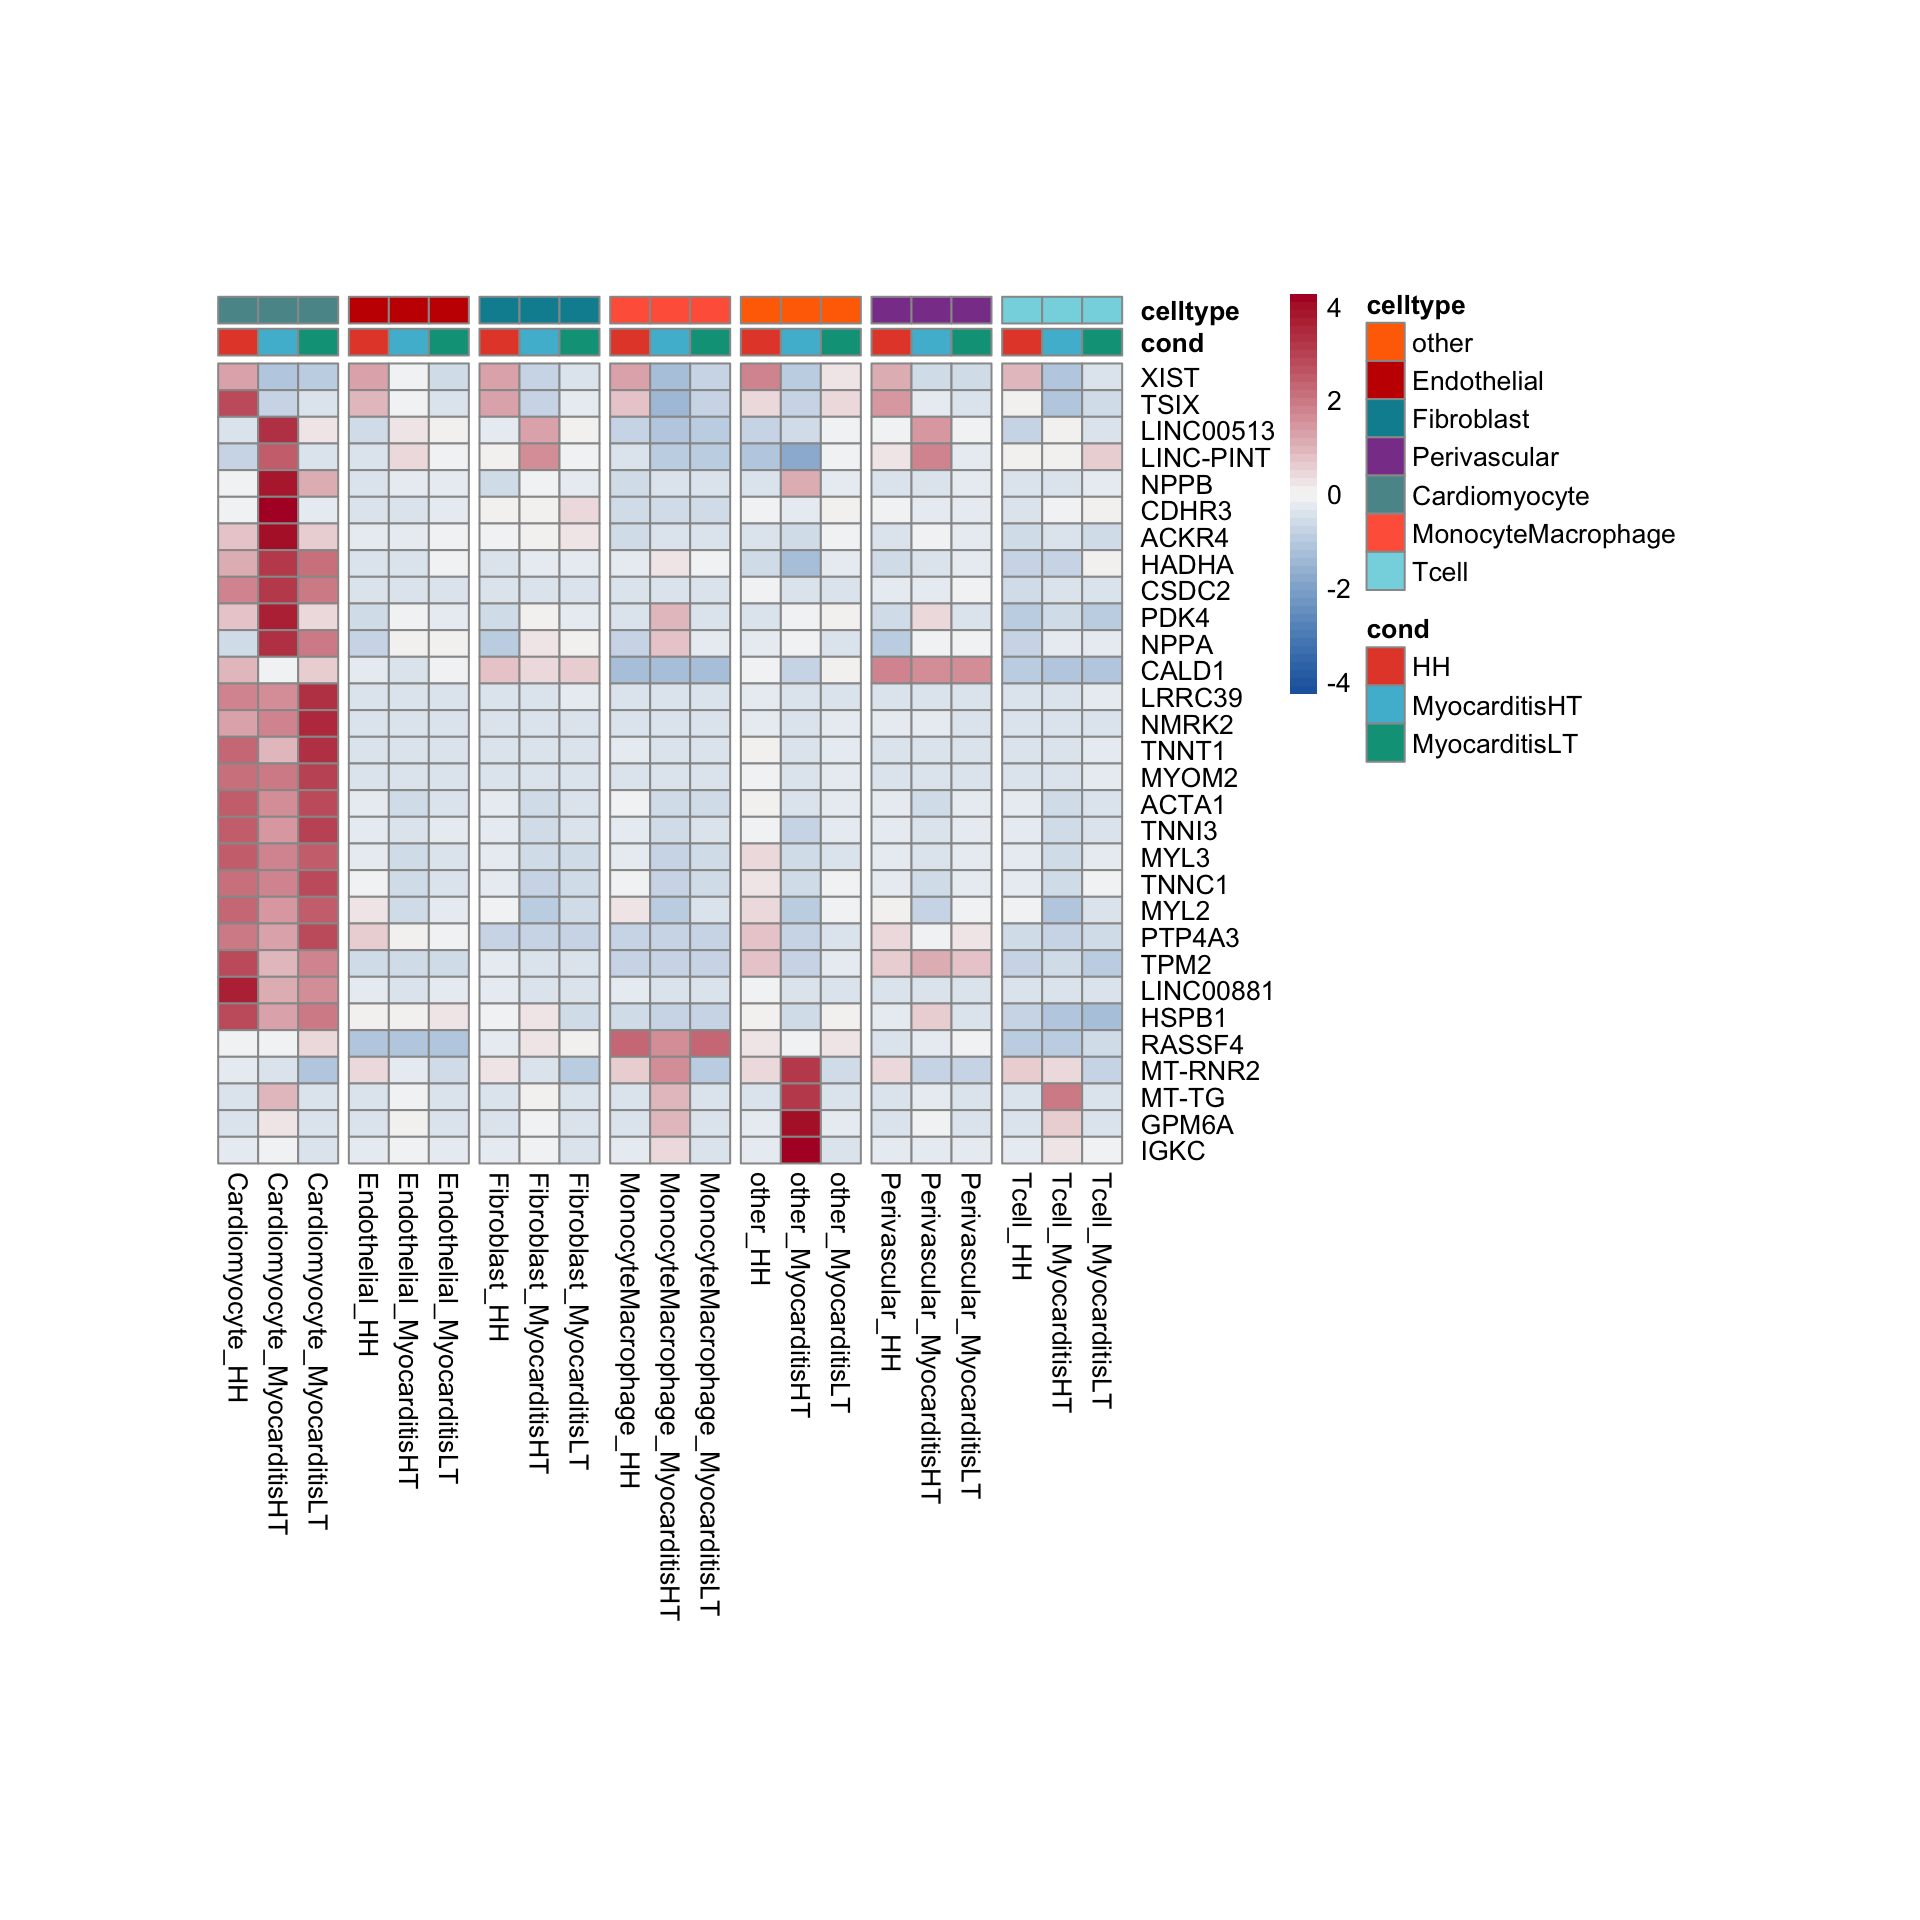 celltype
cond
XIST
TSIX
LINC00513
LINC-PINT
NPPB
CDHR3
ACKR4
HADHA
CSDC2
PDK4
NPPA
CALD1
LRRC39
NMRK2
TNNT1
MYOM2
ACTA1
TNNI3
MYL3
TNNC1
MYL2
PTP4A3
TPM2
LINC00881
HSPB1
RASSF4
MT-RNR2
MT-TG
GPM6A
IGKC
Cardiomyocyte_HH
Cardiomyocyte_MyocarditisHT
Cardiomyocyte_MyocarditisLT
Endothelial_HH
Endothelial_MyocarditisHT
Endothelial_MyocarditisLT
Fibroblast_HH
Fibroblast_MyocarditisHT
Fibroblast_MyocarditisLT
MonocyteMacrophage_HH
MonocyteMacrophage_MyocarditisHT
MonocyteMacrophage_MyocarditisLT
other_HH
other_MyocarditisHT
other_MyocarditisLT
Perivascular_HH
Perivascular_MyocarditisHT
Perivascular_MyocarditisLT
Tcell_HH
Tcell_MyocarditisHT
Tcell_MyocarditisLT
4
2
0
-2
-4
celltype
other
Endothelial
Fibroblast
Perivascular
Cardiomyocyte
MonocyteMacrophage
Tcell
cond
HH
MyocarditisHT
MyocarditisLT